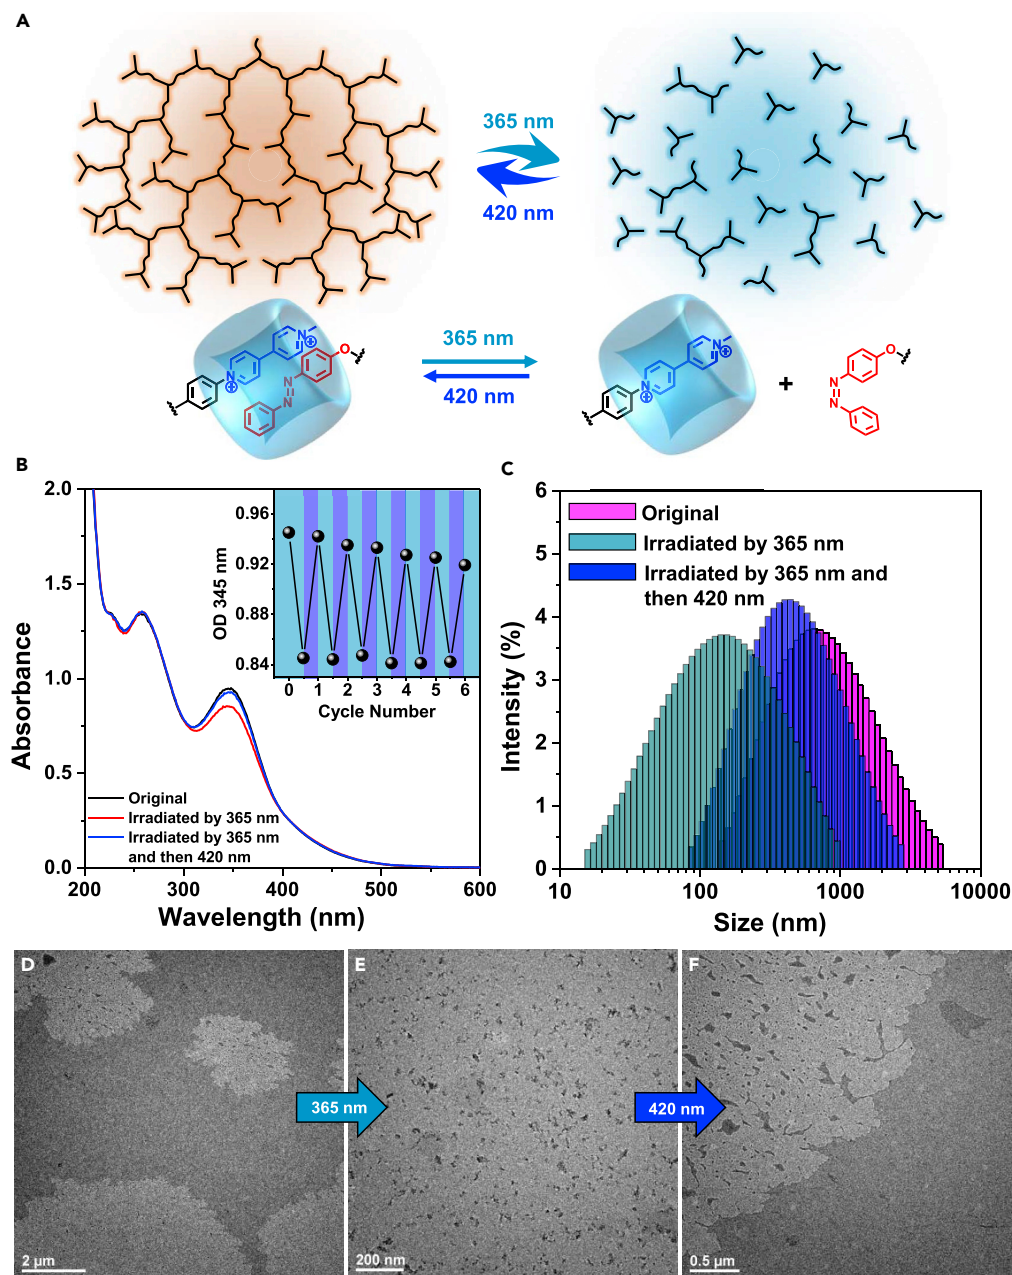 A
365 nm
420 nm
N
⊕
N
⊕
O
N
N
365 nm
420 nm
N
⊕
N
⊕
+
O
N
N
B
2.0
1.5
1.0
0.5
0.0
200
300
400
500
600
Absorbance
Wavelength (nm)
Original
Irradiated by 365 nm
Irradiated by 365 nm
and then 420 nm
0.96
0.92
0.88
0.84
OD 345 nm
0
1
2
3
4
5
6
Cycle Number
C
6
5
4
3
2
1
0
Intensity (%)
Original
Irradiated by 365 nm
Irradiated by 365 nm and
then 420 nm
10
100
1000
10000
Size (nm)
D
2 μm
365 nm
E
200 nm
420 nm
F
0.5 μm